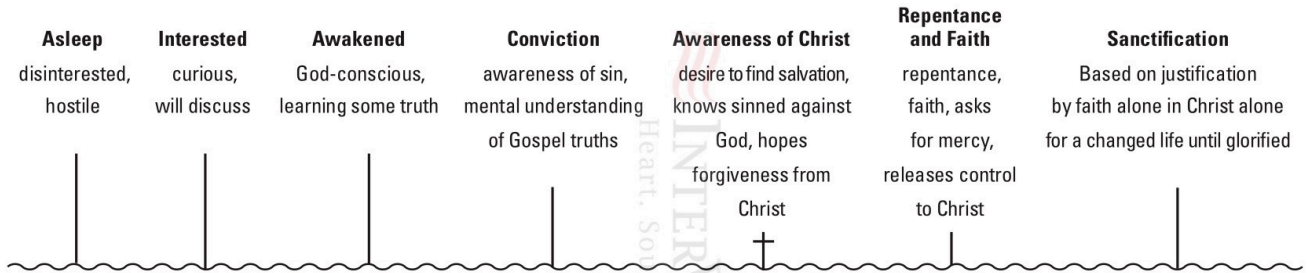 Asleep
disinterested,
hostile
Interested
curious,
will discuss
Awakened
God-conscious,
learning some truth
Conviction
awareness of sin,
mental understanding
of Gospel truths
Awareness of Christ
desire to find salvation,
knows sinned against
God, hopes
forgiveness from
Christ
Repentance
and Faith
repentance,
faith, asks
for mercy,
releases control
to Christ
Sanctification
Based on justification
by faith alone in Christ alone
for a changed life until glorified
Heart.